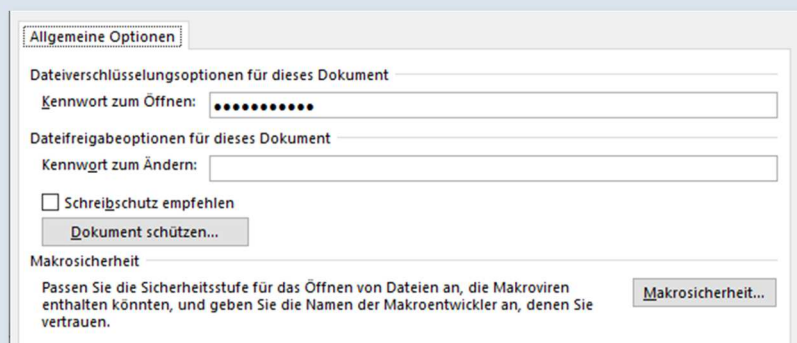 Allgemeine Optionen
Dateiverschlüsselungsoptionen für dieses Dokument
Kennwort zum Öffnen: •••••••••••
Dateifreigabeoptionen für dieses Dokument
Kennwort zum Ändern:
Schreibschutz empfehlen
Dokument schützen...
Makrosicherheit
Passen Sie die Sicherheitsstufe für das Öffnen von Dateien an, die Makroviren
enthalten könnten, und geben Sie die Namen der Makroentwickler an, denen Sie
vertrauen.
Makrosicherheit...